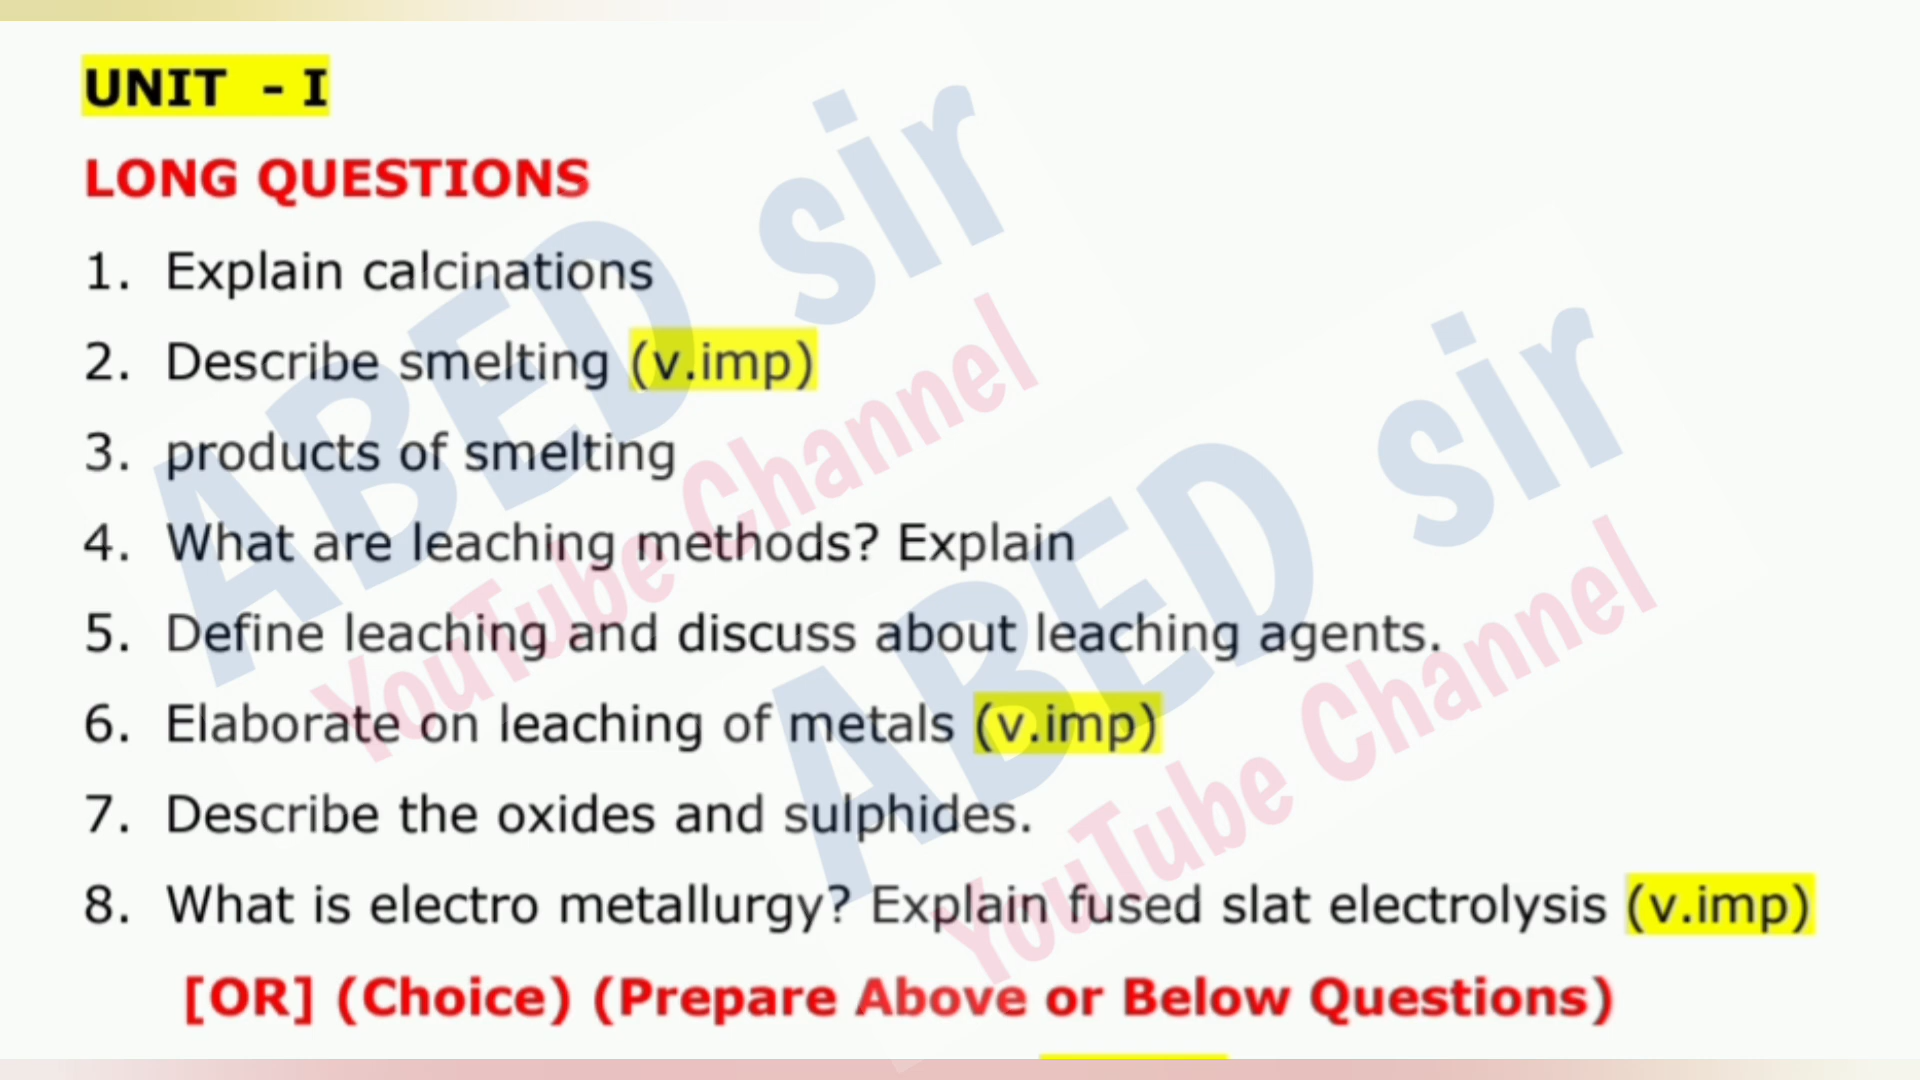 UNIT - I
LONG QUESTIONS
1. Explain calcinations
2. Describe smelting (v.imp)
3. products of smelting
4. What are leaching methods? Explain
5. Define leaching and discuss about leaching agents.
6. Elaborate on leaching of metals (v.imp)
7. Describe the oxides and sulphides.
8. What is electro metallurgy? Explain fused slat electrolysis (v.imp)
[OR] (Choice) (Prepare Above or Below Questions)
ABED sir
YouTube Channel
ABED sir
YouTube Channel